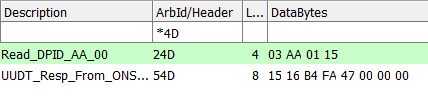 Description ArbId/Header L... DataBytes
*4D
Read_DPID_AA_00 24D 4 03 AA 01 15
UUDT_Resp_From_ONS... 54D 8 15 16 B4 FA 47 00 00 00